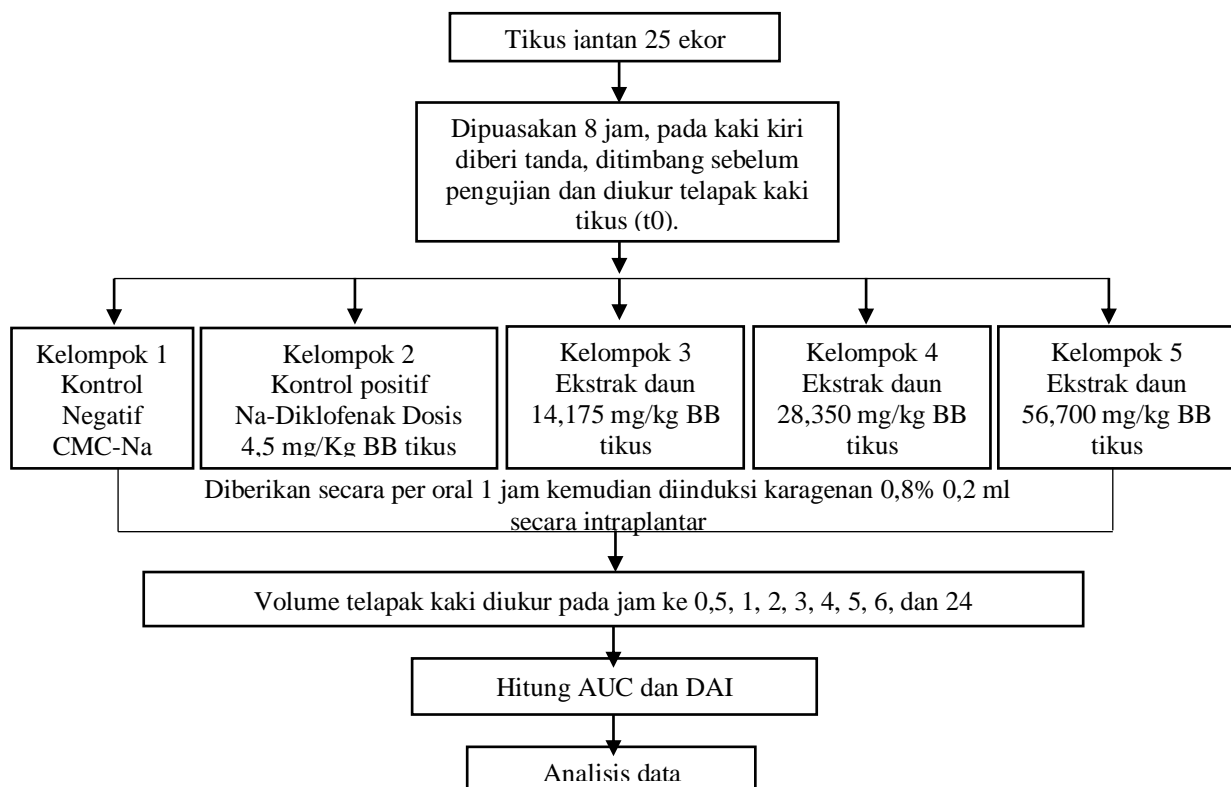 Tikus jantan 25 ekor
Dipuasakan 8 jam, pada kaki kiri
diberi tanda, ditimbang sebelum
pengujian dan diukur telapak kaki
tikus (t0).
Kelompok 1
Kontrol
Negatif
CMC-Na
Kelompok 2
Kontrol positif
Na-Diklofenak Dosis
4,5 mg/Kg BB tikus
Kelompok 3
Ekstrak daun
14,175 mg/kg BB
tikus
Kelompok 4
Ekstrak daun
28,350 mg/kg BB
tikus
Kelompok 5
Ekstrak daun
56,700 mg/kg BB
tikus
Diberikan secara per oral 1 jam kemudian diinduksi karagenan 0,8% 0,2 ml
secara intraplantar
Volume telapak kaki diukur pada jam ke 0,5, 1, 2, 3, 4, 5, 6, dan 24
Hitung AUC dan DAI
Analisis data